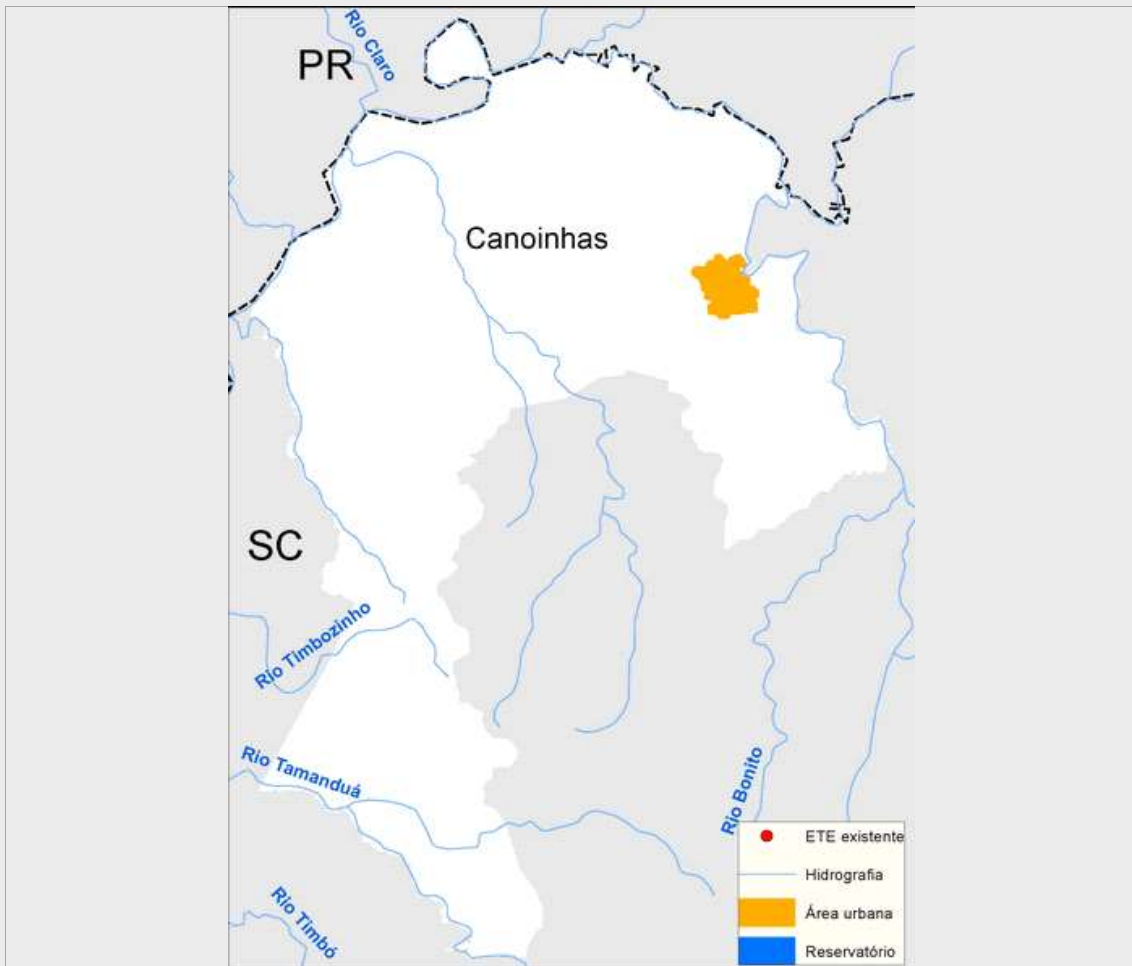 PR
Rio Claro
Canoinhas
SC
Rio Timbozinho
Rio Tamanduá
Rio Bonito
Rio Timbó
ETE existente
Hidrografia
Área urbana
Reservatório